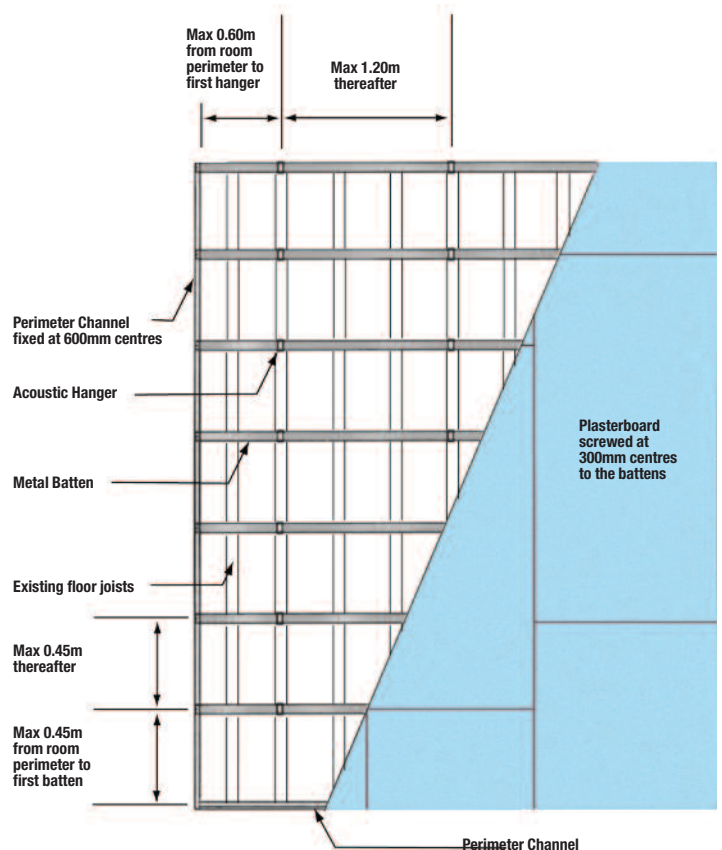 Max 0.60m
from room
perimeter to
first hanger
Max 1.20m
thereafter
Perimeter Channel
fixed at 600mm centres
Acoustic Hanger
Plasterboard
screwed at
300mm centres
to the battens
Metal Batten
Existing floor joists
Max 0.45m
thereafter
Max 0.45m
from room
perimeter to
first batten
Perimeter Channel